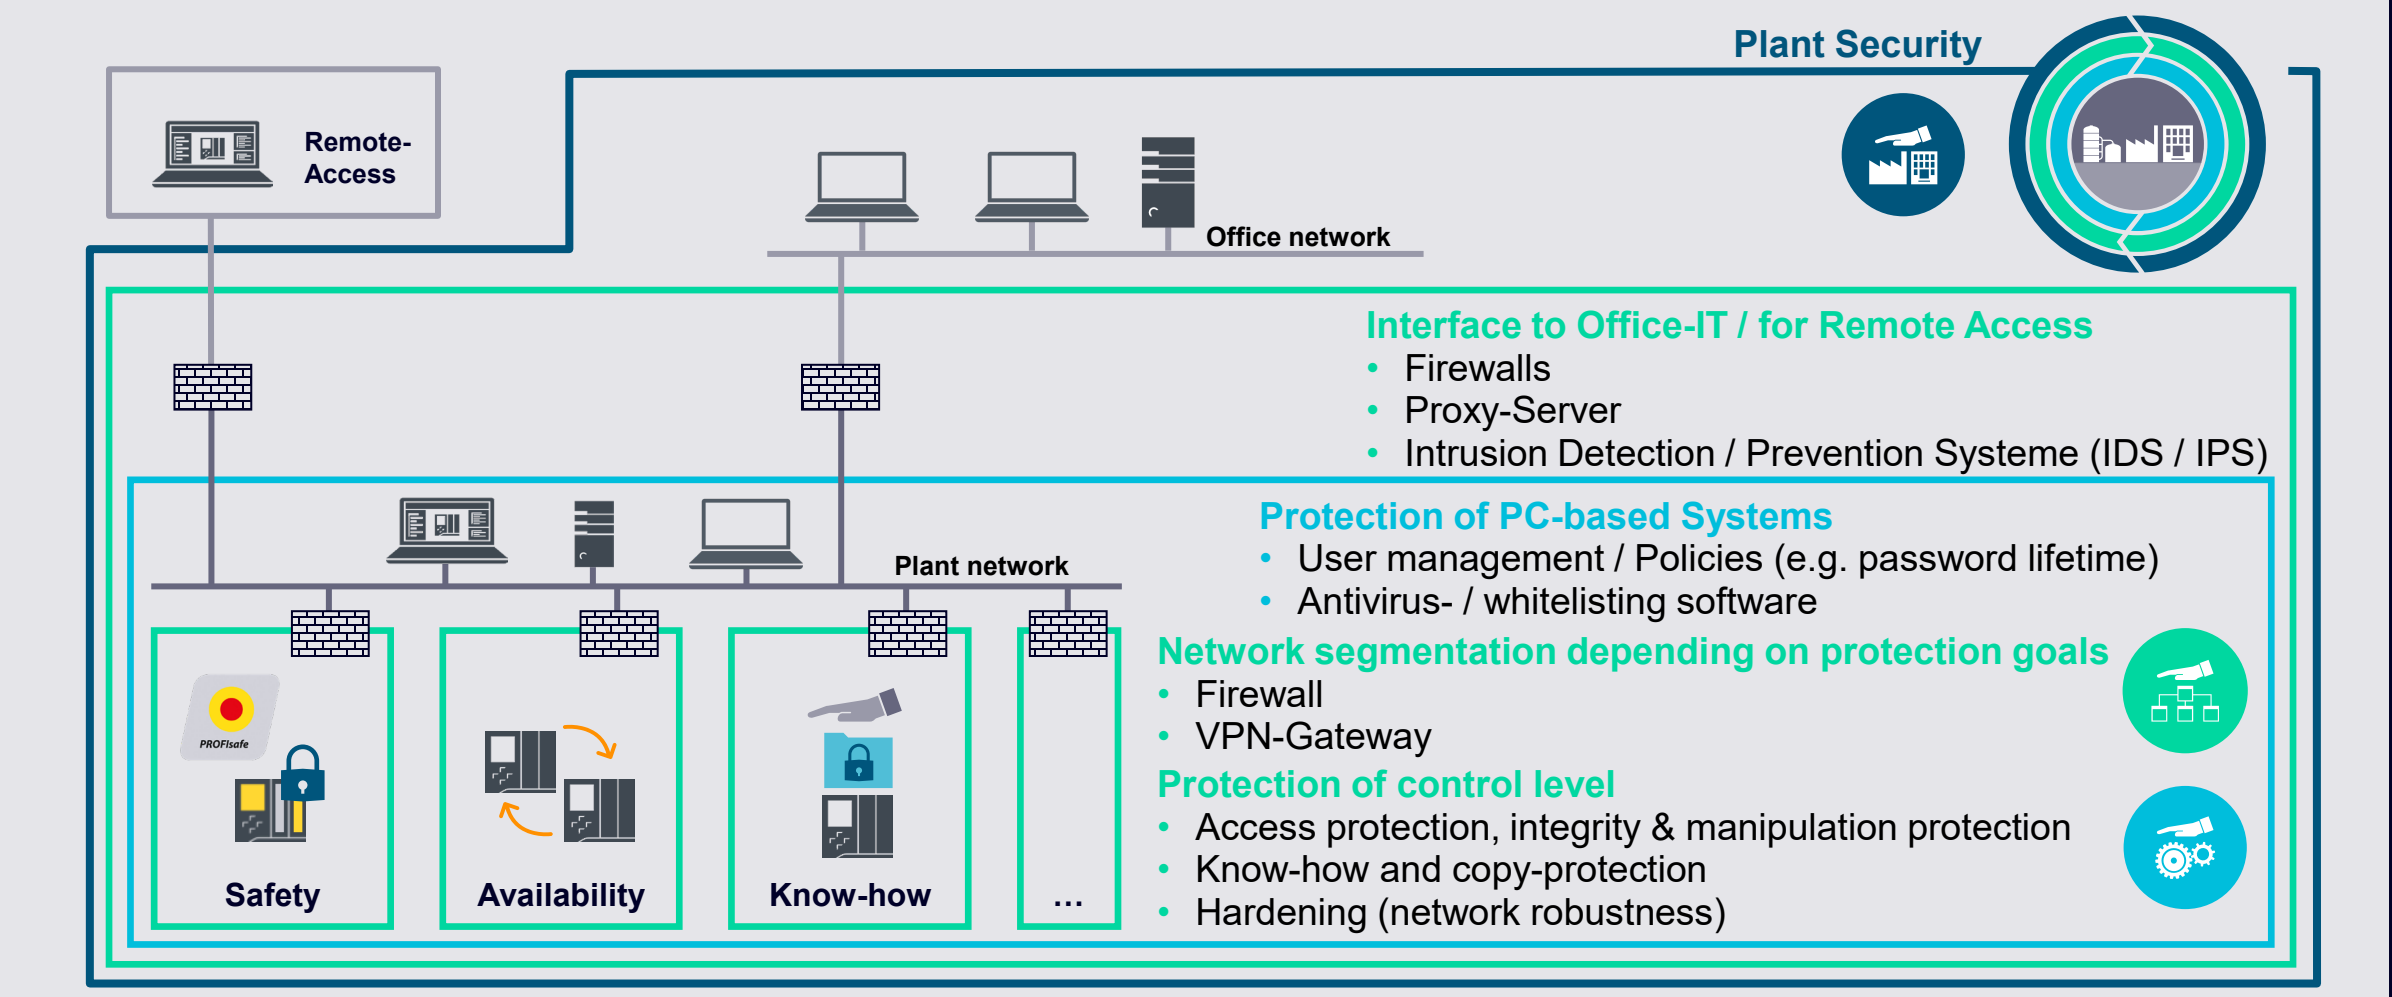 Plant Security
Remote-
Access
Office network
Interface to Office-IT / for Remote Access
• Firewalls
• Proxy-Server
• Intrusion Detection / Prevention Systeme (IDS / IPS)
Protection of PC-based Systems
• User management / Policies (e.g. password lifetime)
• Antivirus- / whitelisting software
Plant network
Network segmentation depending on protection goals
• Firewall
• VPN-Gateway
Protection of control level
• Access protection, integrity & manipulation protection
• Know-how and copy-protection
• Hardening (network robustness)
PROFIsafe
Safety
Availability
Know-how
...